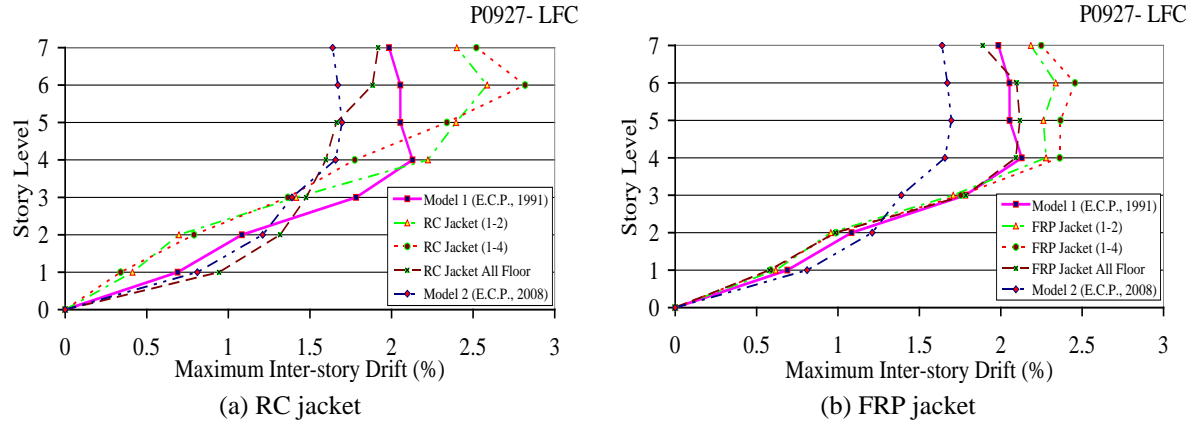 P0927- LFC
7
6
5
4
3
2
1
0
Story Level
Model 1 (E.C.P., 1991)
RC Jacket (1-2)
RC Jacket (1-4)
RC Jacket All Floor
Model 2 (E.C.P., 2008)
0 0.5 1 1.5 2 2.5 3
Maximum Inter-story Drift (%)
(a) RC jacket
P0927- LFC
7
6
5
4
3
2
1
0
Story Level
Model 1 (E.C.P., 1991)
FRP Jacket (1-2)
FRP Jacket (1-4)
FRP Jacket All Floor
Model 2 (E.C.P., 2008)
0 0.5 1 1.5 2 2.5 3
Maximum Inter-story Drift (%)
(b) FRP jacket